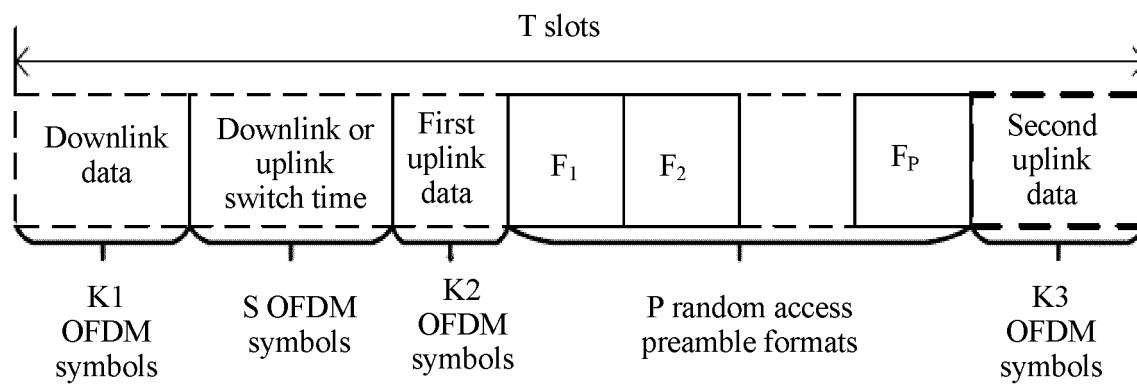 T slots
Downlink
data
Downlink or
uplink
switch time
First
uplink
data
F₁
F₂
Fₚ
Second
uplink
data
K1
OFDM
symbols
S OFDM
symbols
K2
OFDM
symbols
P random access
preamble formats
K3
OFDM
symbols